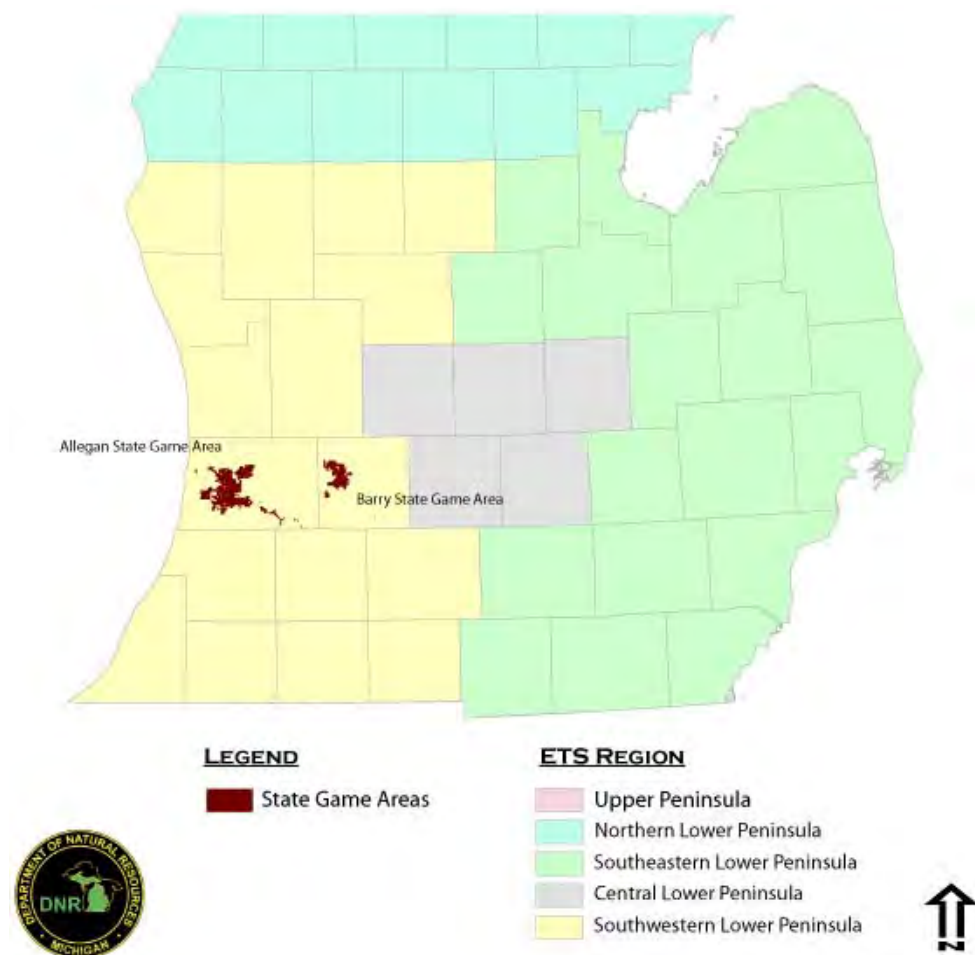 Allegan State Game Area
Barry State Game Area
LEGEND
State Game Areas
ETS REGION
Upper Peninsula
Northern Lower Peninsula
Southeastern Lower Peninsula
Central Lower Peninsula
Southwestern Lower Peninsula
DEPARTMENT OF NATURAL RESOURCES
DNR
MICHIGAN
N